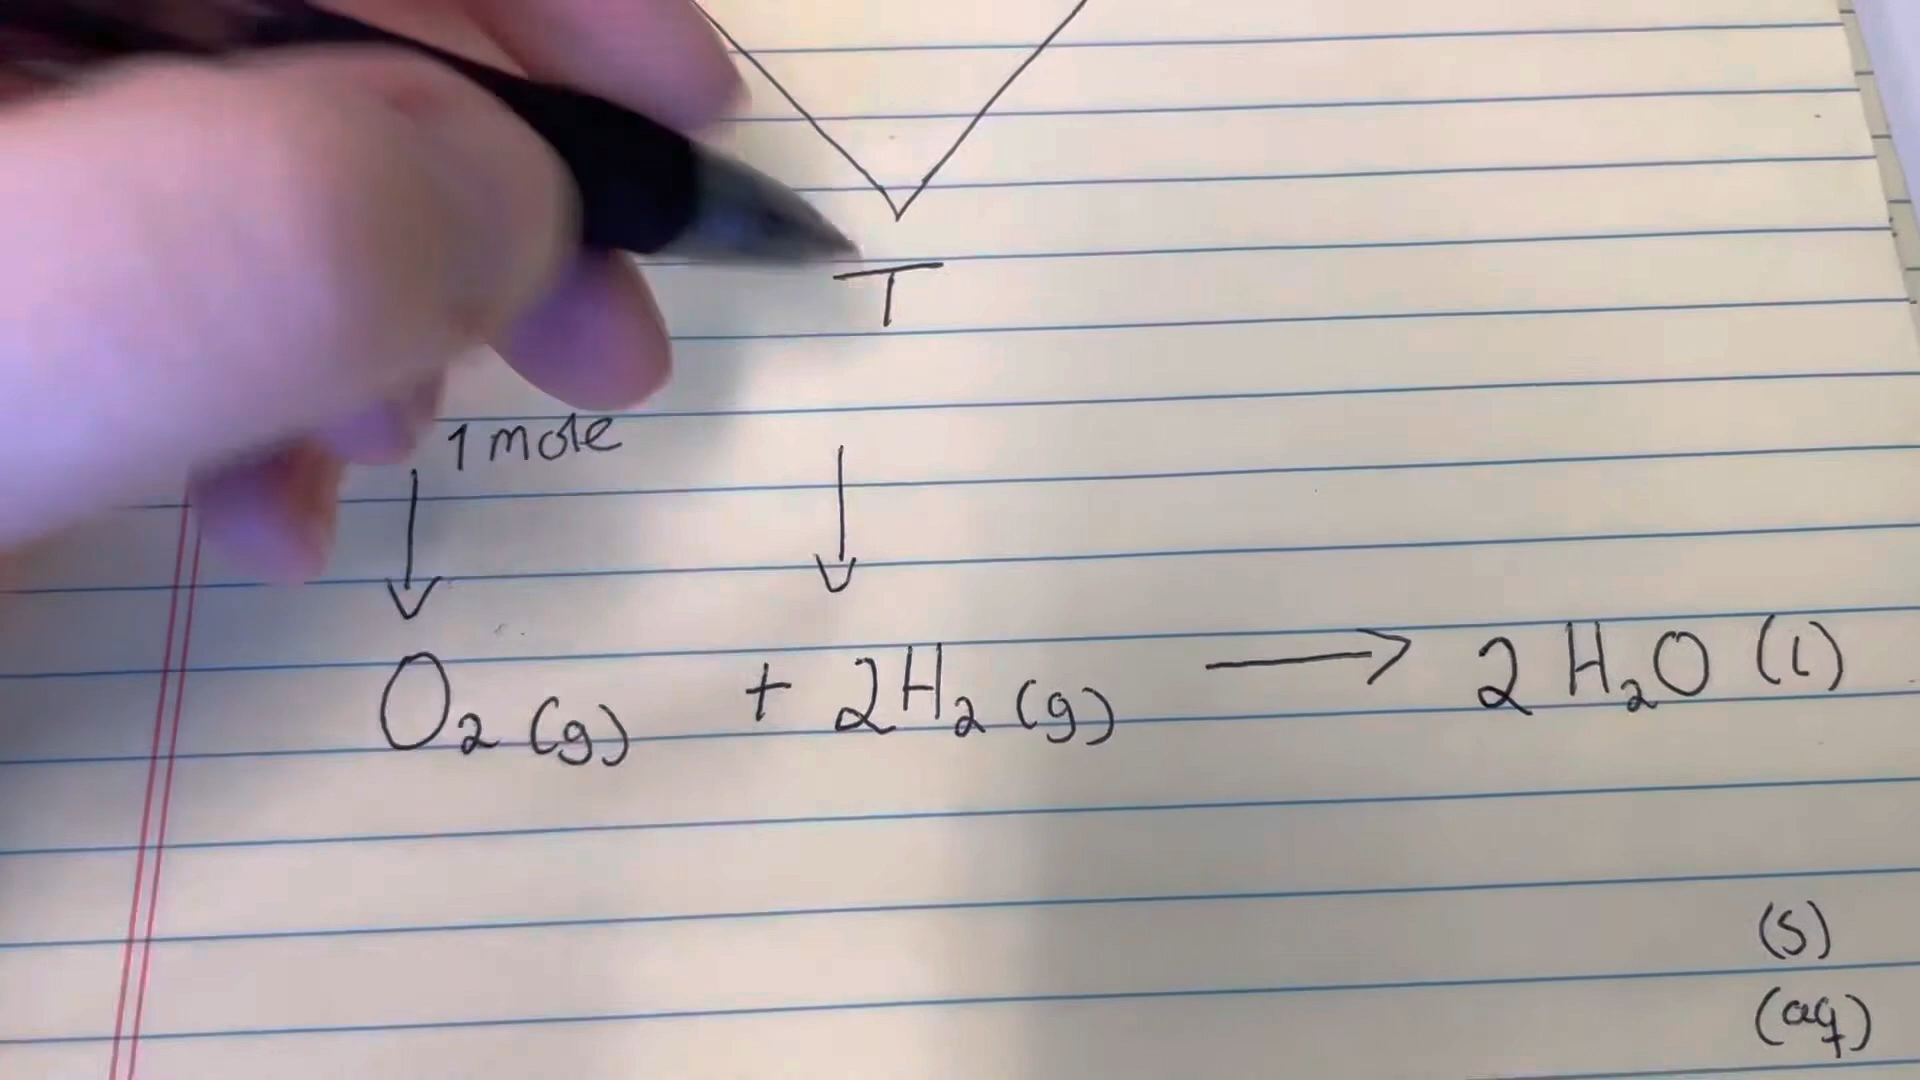 T
1 mole
O₂ (g) + 2H₂ (g) → 2 H₂O (l)
(s)
(aq)